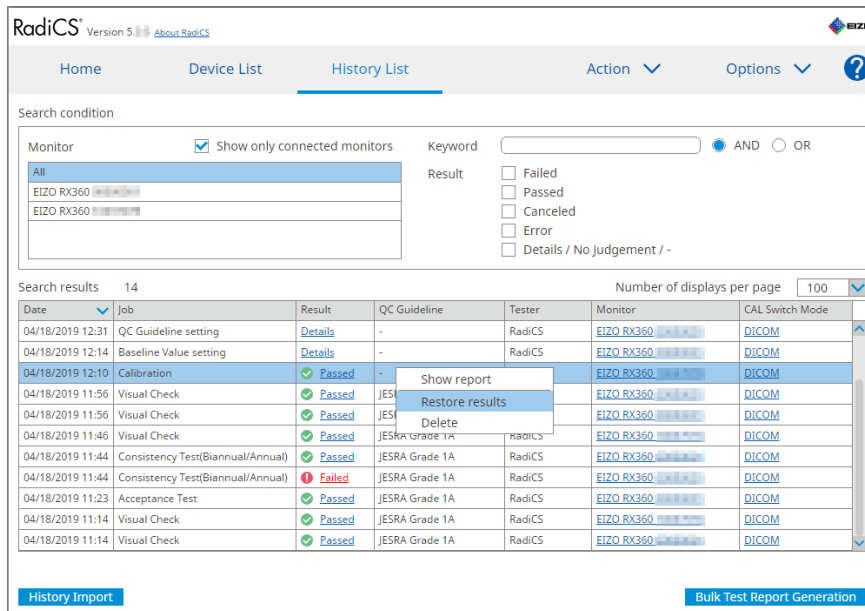 RadiCS® Version 5. About RadiCS
EIZ
Home Device List History List Action Options ?
Search condition
Monitor Show only connected monitors Keyword AND OR
All
EIZO RX360
EIZO RX360
Result Failed
Passed
Canceled
Error
Details / No Judgement / -
Search results 14 Number of displays per page 100
Date Job Result QC Guideline Tester Monitor CAL Switch Mode
04/18/2019 12:31 QC Guideline setting Details - RadiCS EIZO RX360 DICOM
04/18/2019 12:14 Baseline Value setting Details - RadiCS EIZO RX360 DICOM
04/18/2019 12:10 Calibration Passed - EIZO RX360 DICOM
Show report
Restore results
Delete
04/18/2019 11:56 Visual Check Passed EIZO RX360 DICOM
04/18/2019 11:56 Visual Check Passed EIZO RX360 DICOM
04/18/2019 11:46 Visual Check Passed JESRA Grade 1A RadiCS EIZO RX360 DICOM
04/18/2019 11:44 Consistency Test(Biannual/Annual) Passed JESRA Grade 1A RadiCS EIZO RX360 DICOM
04/18/2019 11:44 Consistency Test(Biannual/Annual) Failed JESRA Grade 1A RadiCS EIZO RX360 DICOM
04/18/2019 11:23 Acceptance Test Passed JESRA Grade 1A RadiCS EIZO RX360 DICOM
04/18/2019 11:14 Visual Check Passed JESRA Grade 1A RadiCS EIZO RX360 DICOM
04/18/2019 11:14 Visual Check Passed JESRA Grade 1A RadiCS EIZO RX360 DICOM
History Import Bulk Test Report Generation